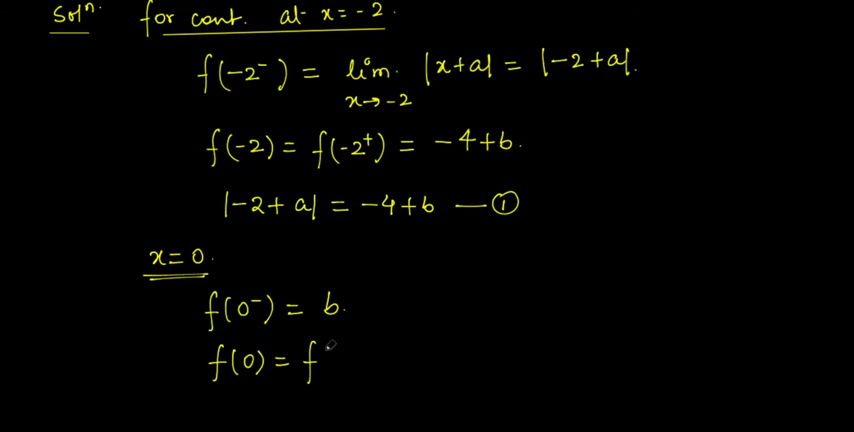 Solⁿ. for cont. at x = -2.
f(-2⁻) = lim. |x+a| = |-2+a|.
x→-2
f(-2) = f(-2⁺) = -4+b.
|-2+a| = -4+b — ①
x = 0.
f(0⁻) = b.
f(0) = f